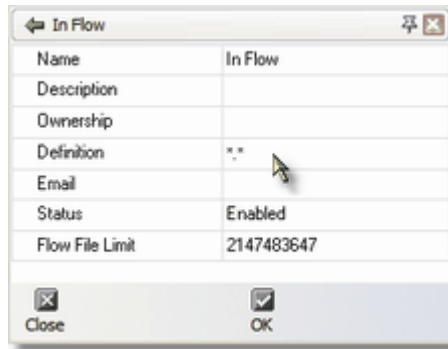 In Flow
Name In Flow
Description
Ownership
Definition *.*
Email
Status Enabled
Flow File Limit 2147483647
Close OK